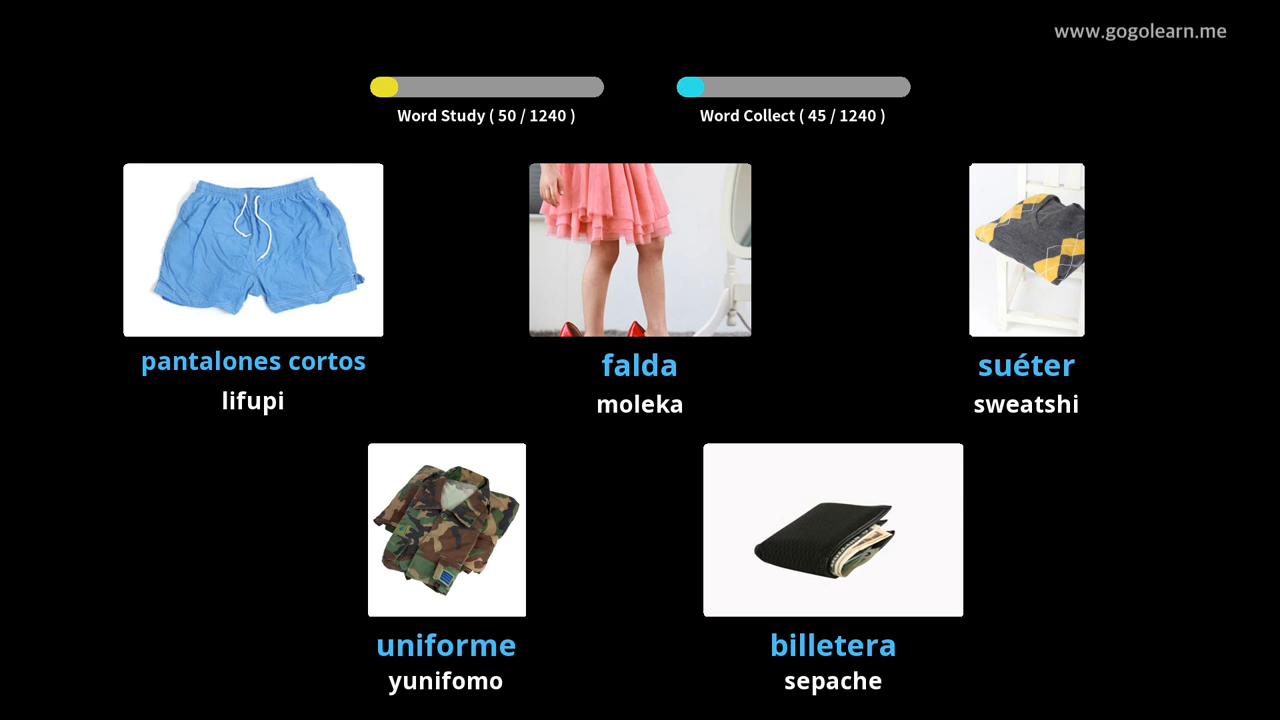 www.gogolearn.me
Word Study ( 50 / 1240 )
Word Collect ( 45 / 1240 )
pantalones cortos
lifupi
falda
moleka
suéter
sweatshi
uniforme
yunifomo
billetera
sepache